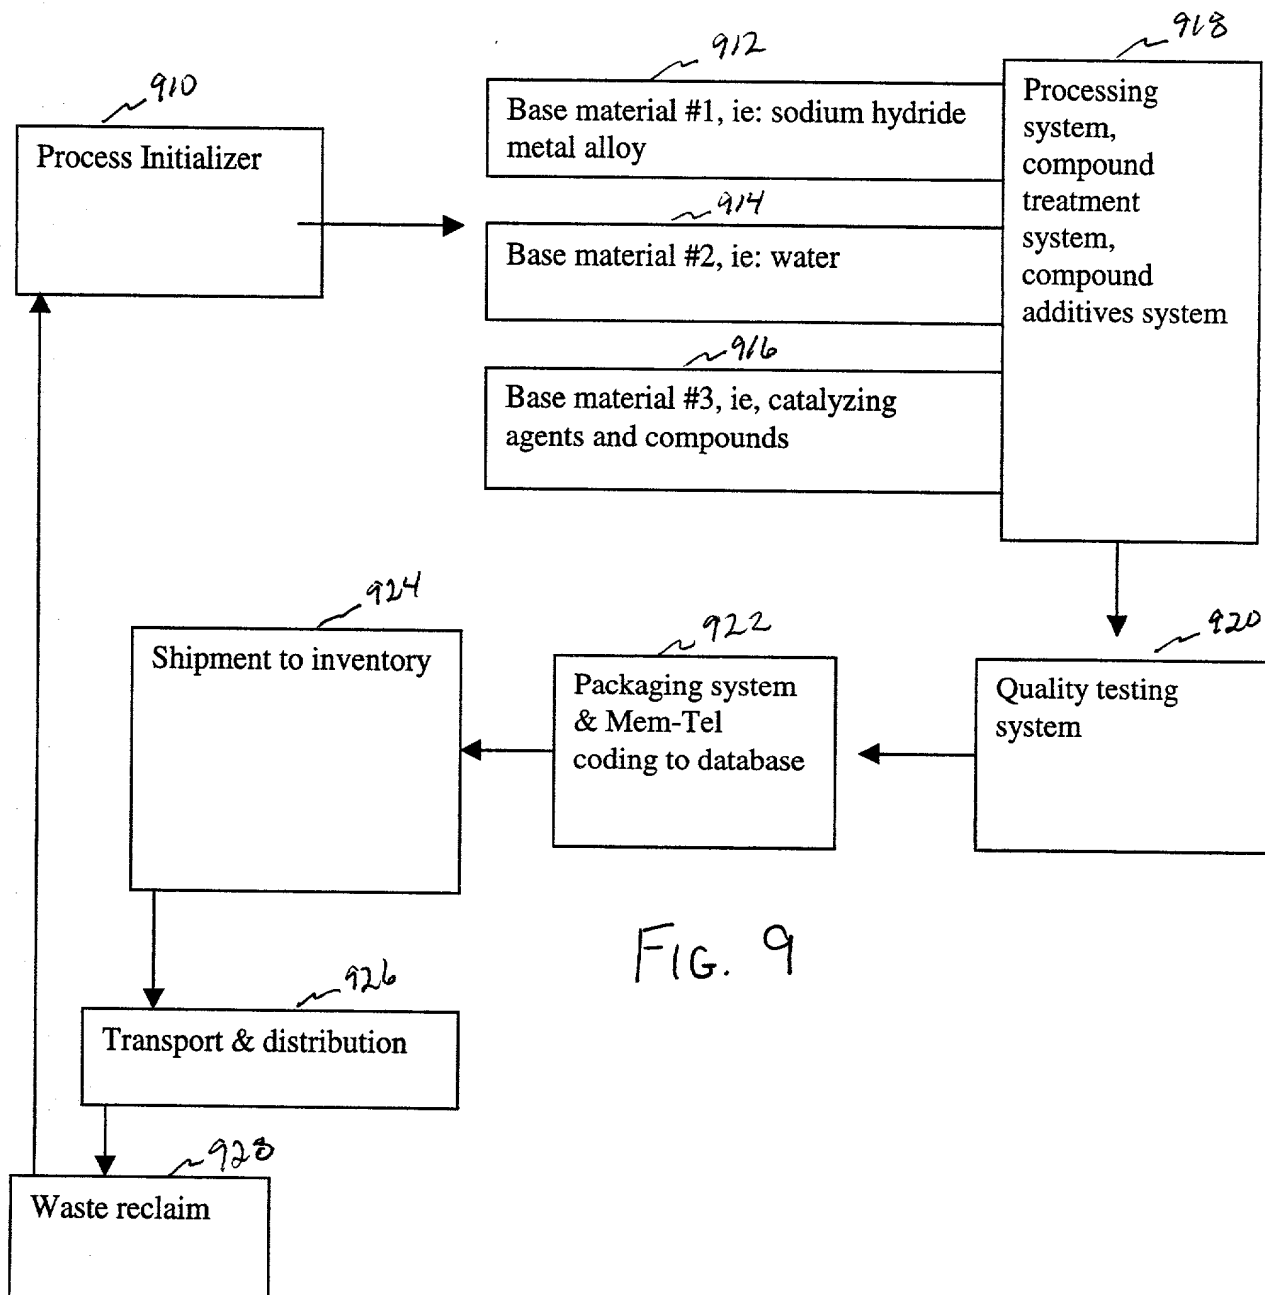 910
Process Initializer
912
Base material #1, ie: sodium hydride
metal alloy
914
Base material #2, ie: water
916
Base material #3, ie, catalyzing
agents and compounds
918
Processing
system,
compound
treatment
system,
compound
additives system
920
Quality testing
system
922
Packaging system
& Mem-Tel
coding to database
924
Shipment to inventory
926
Transport & distribution
928
Waste reclaim
FIG. 9